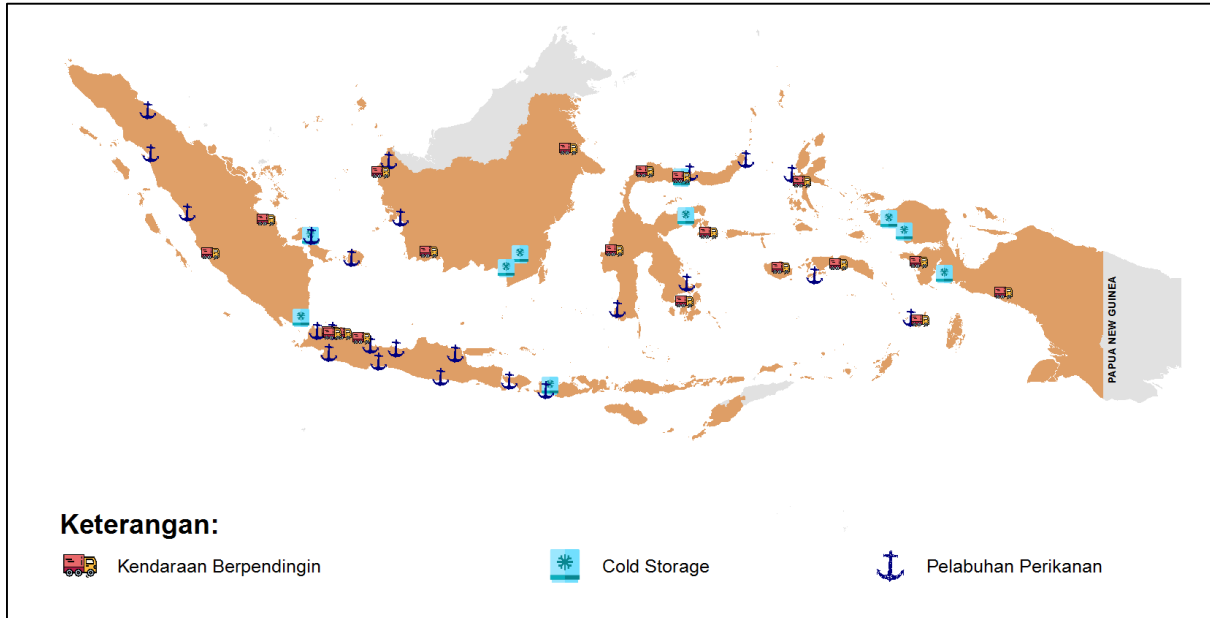 PAPUA NEW GUINEA
Keterangan:
Kendaraan Berpendingin
Cold Storage
Pelabuhan Perikanan